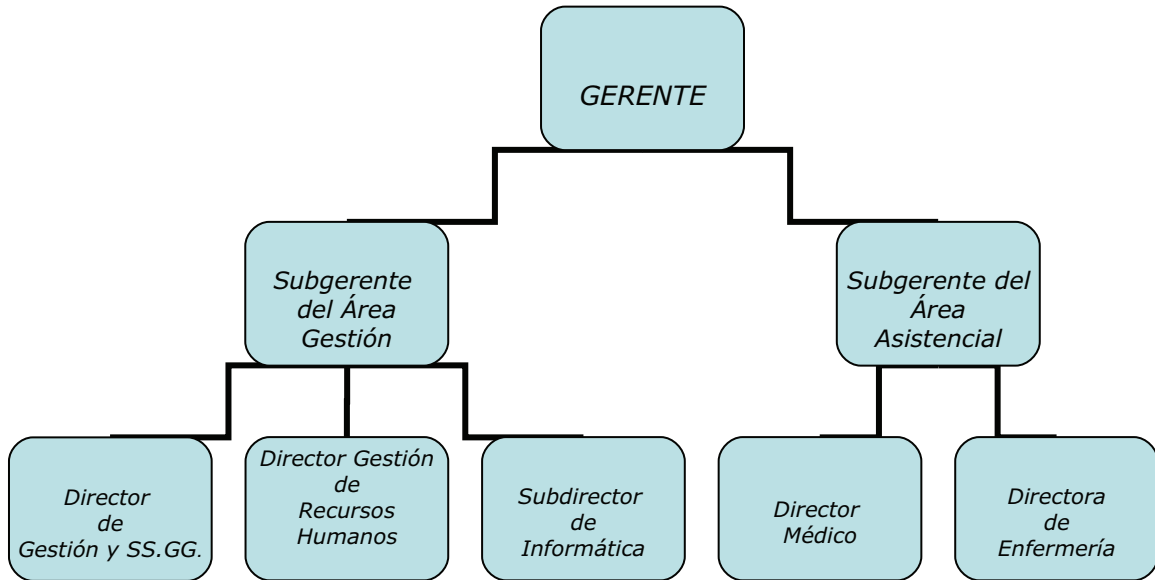 GERENTE
Subgerente
del Área
Gestión
Subgerente del
Área
Asistencial
Director
de
Gestión y SS.GG.
Director Gestión
de
Recursos
Humanos
Subdirector
de
Informática
Director
Médico
Directora
de
Enfermería